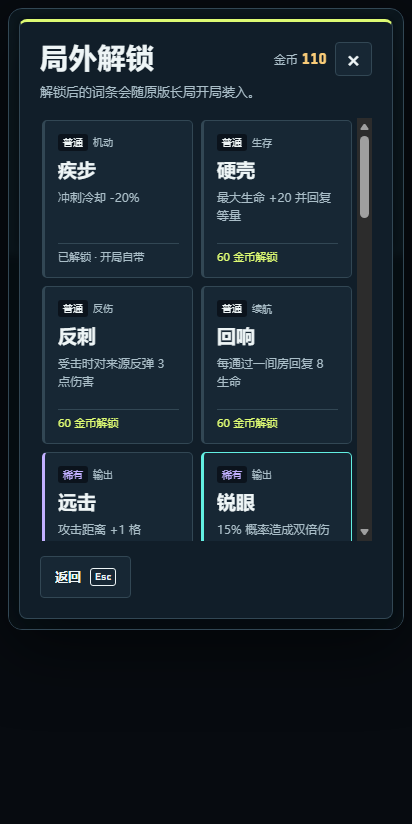 局外解锁
金币 110
×
解锁后的词条会随原版长局开局装入。
普通 机动
疾步
冲刺冷却 -20%
已解锁 · 开局自带
普通 生存
硬壳
最大生命 +20 并回复
等量
60 金币解锁
普通 反伤
反刺
受击时对来源反弹 3
点伤害
60 金币解锁
普通 续航
回响
每通过一间房回复 8
生命
60 金币解锁
稀有 输出
远击
攻击距离 +1 格
稀有 输出
锐眼
15% 概率造成双倍伤
返回 Esc